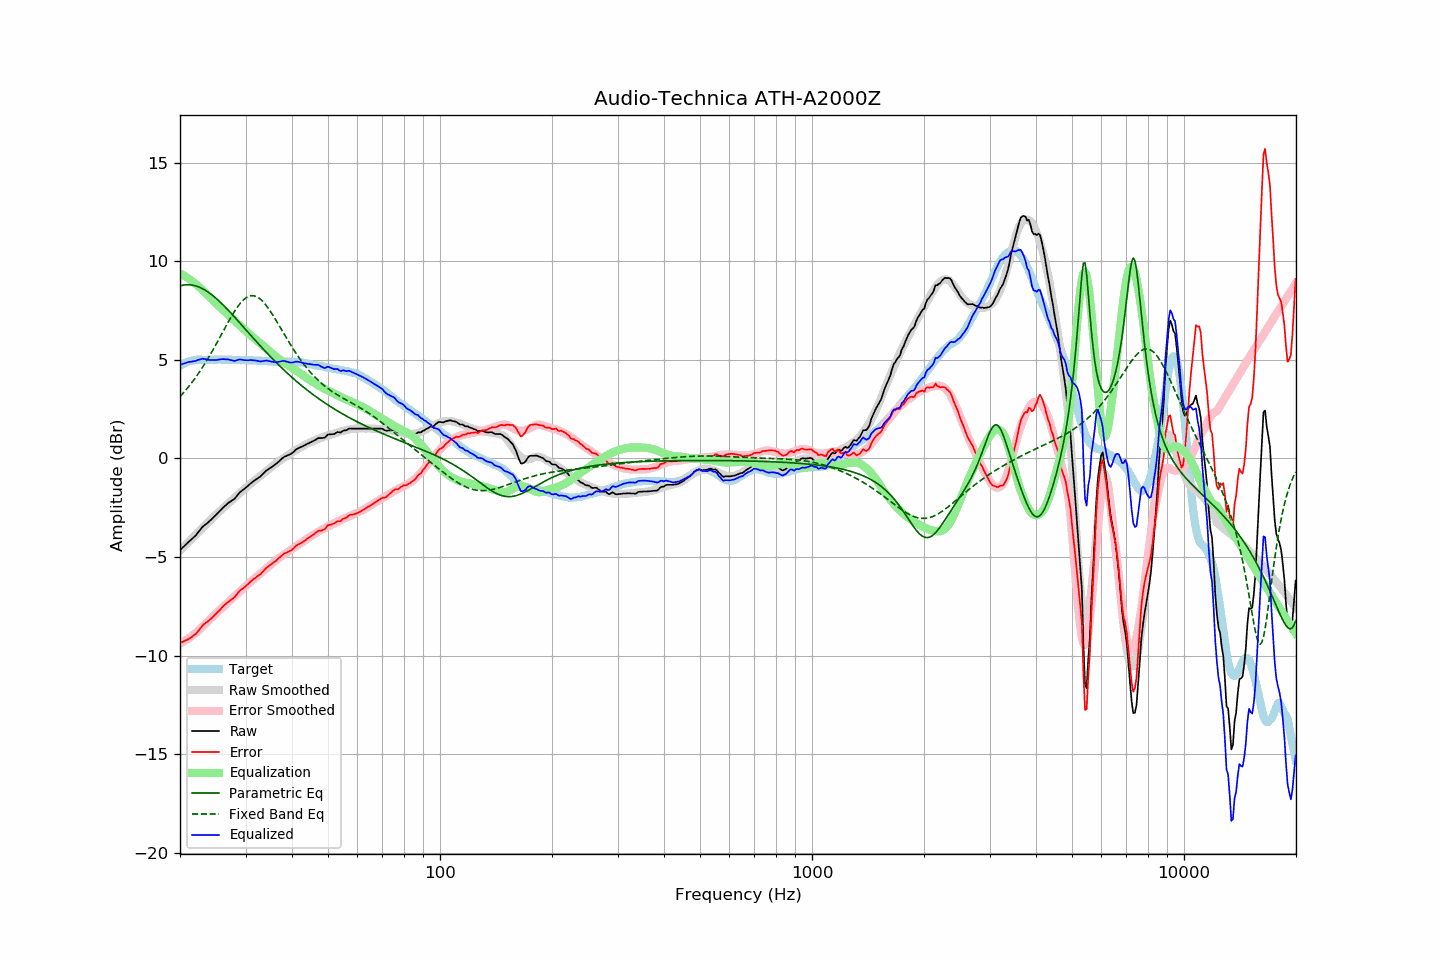 Audio-Technica ATH-A2000Z
Amplitude (dBr)
15
10
5
0
−5
−10
−15
−20
Target
Raw Smoothed
Error Smoothed
Raw
Error
Equalization
Parametric Eq
Fixed Band Eq
Equalized
100 1000 10000
Frequency (Hz)